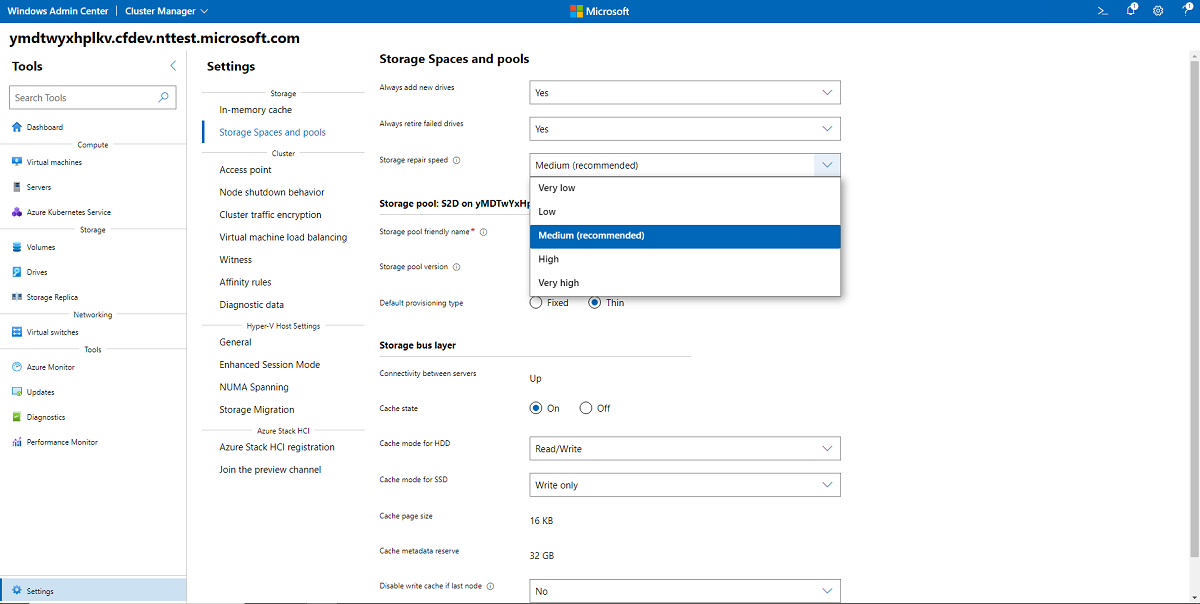 Windows Admin Center | Cluster Manager
Microsoft
1
1
ymdtwyxhplkv.cfdev.nttest.microsoft.com
Tools
Search Tools
Dashboard
Compute
Virtual machines
Servers
Azure Kubernetes Service
Storage
Volumes
Drives
Storage Replica
Networking
Virtual switches
Tools
Azure Monitor
Updates
Diagnostics
Performance Monitor
Settings
Settings
Storage
In-memory cache
Storage Spaces and pools
Cluster
Access point
Node shutdown behavior
Cluster traffic encryption
Virtual machine load balancing
Witness
Affinity rules
Diagnostic data
Hyper-V Host Settings
General
Enhanced Session Mode
NUMA Spanning
Storage Migration
Azure Stack HCI
Azure Stack HCI registration
Join the preview channel
Storage Spaces and pools
Always add new drives
Yes
Always retire failed drives
Yes
Storage repair speed
Medium (recommended)
Very low
Low
Medium (recommended)
High
Very high
Storage pool: S2D on yMDTwYxHp
Storage pool friendly name*
Storage pool version
Default provisioning type
Fixed Thin
Storage bus layer
Connectivity between servers
Up
Cache state
On Off
Cache mode for HDD
Read/Write
Cache mode for SSD
Write only
Cache page size
16 KB
Cache metadata reserve
32 GB
Disable write cache if last node
No